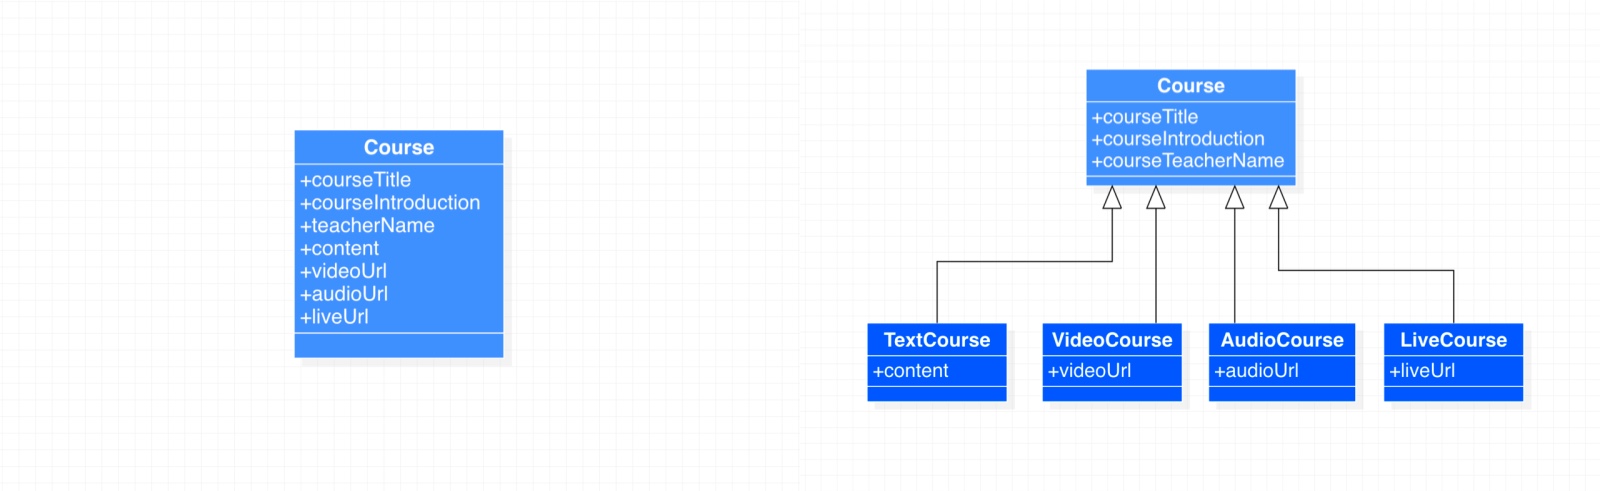 Course
+courseTitle
+courseIntroduction
+teacherName
+content
+videoUrl
+audioUrl
+liveUrl
Course
+courseTitle
+courseIntroduction
+courseTeacherName
TextCourse
+content
VideoCourse
+videoUrl
AudioCourse
+audioUrl
LiveCourse
+liveUrl